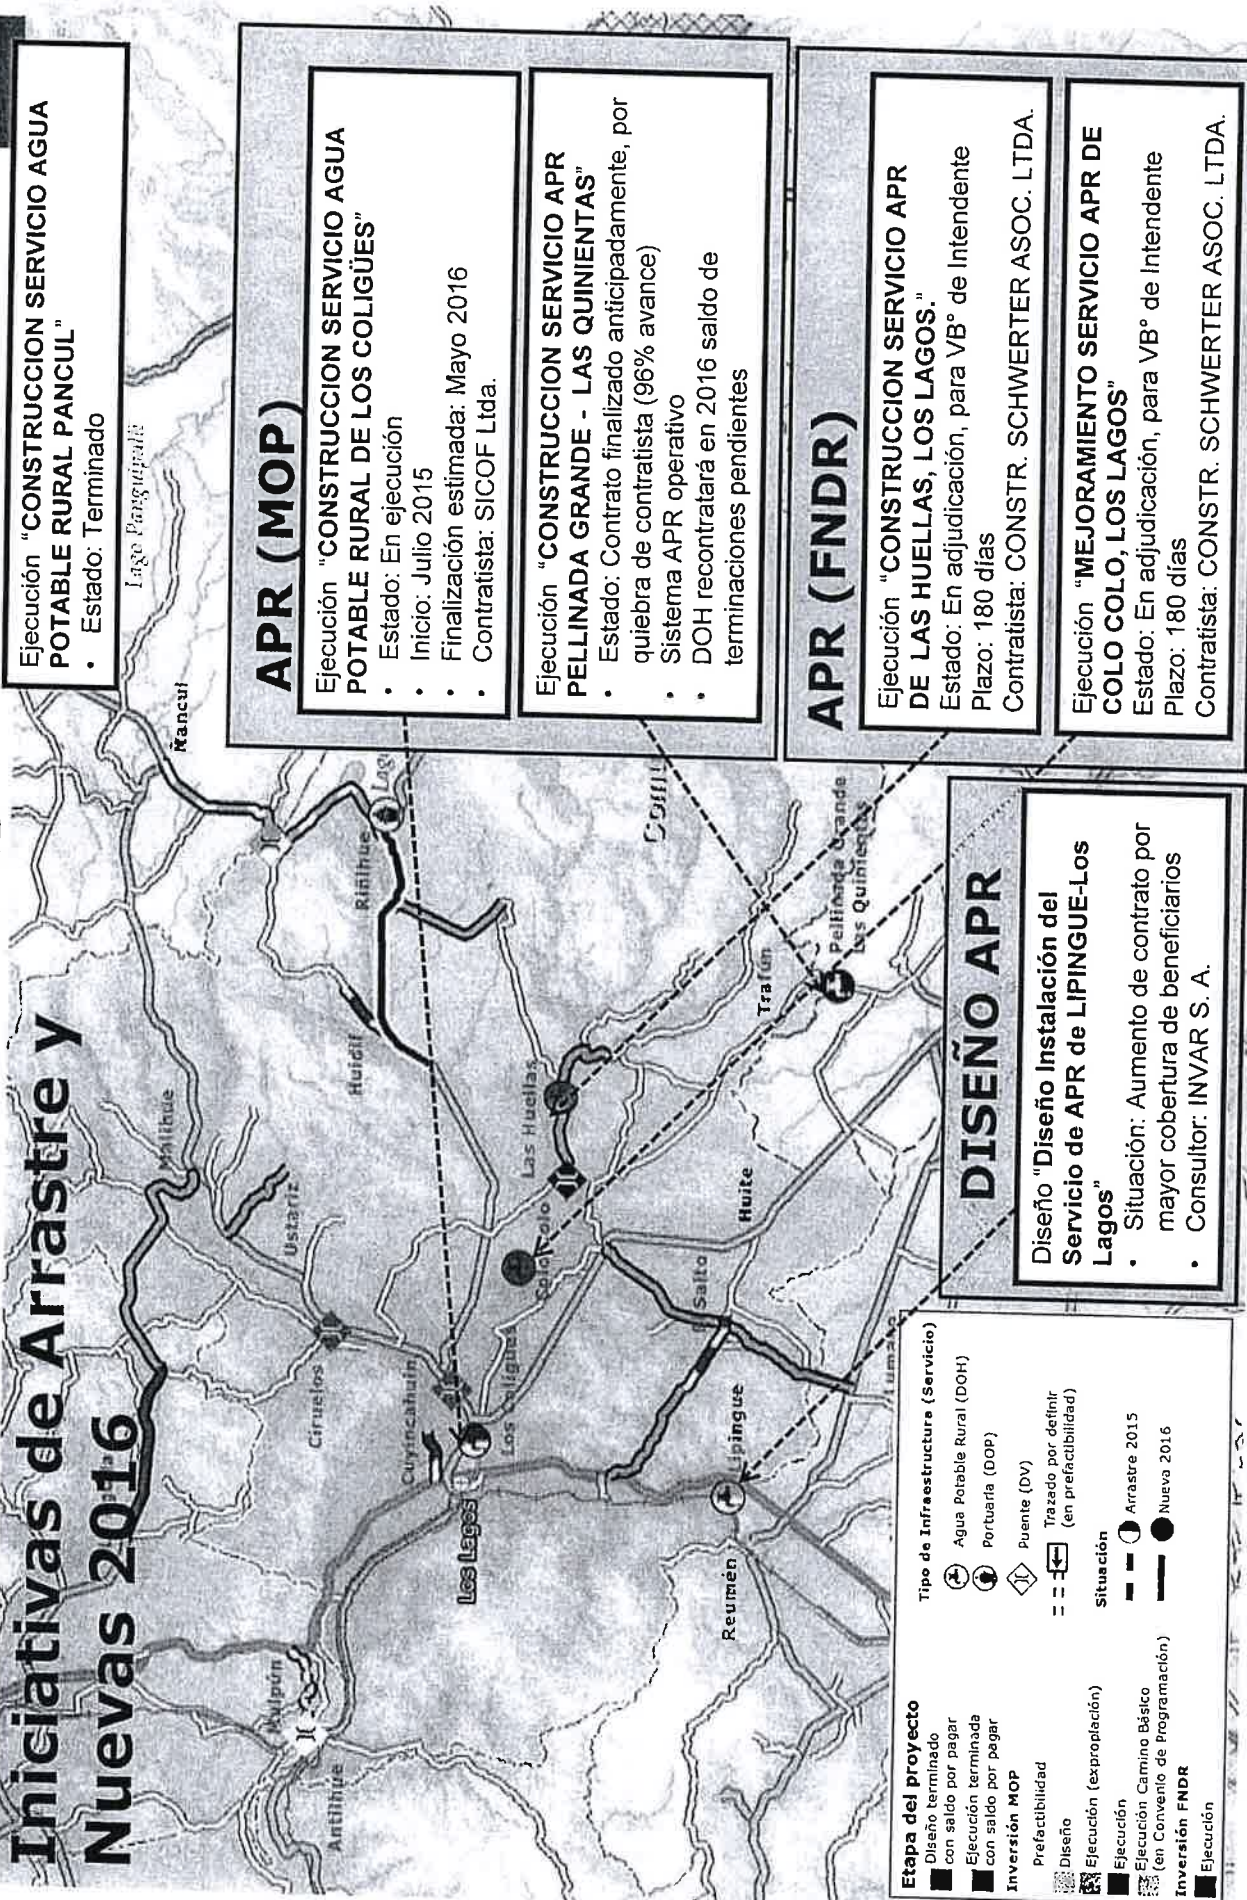 Iniciativas de Arrastre y
Nuevas 2016
Ejecución "CONSTRUCCION SERVICIO AGUA
POTABLE RURAL PANCUL"
• Estado: Terminado
APR (MOP)
Ejecución "CONSTRUCCION SERVICIO AGUA
POTABLE RURAL DE LOS COLIGÜES"
• Estado: En ejecución
• Inicio: Julio 2015
• Finalización estimada: Mayo 2016
• Contratista: SICOF Ltda.
Ejecución "CONSTRUCCION SERVICIO APR
PELLINADA GRANDE - LAS QUINIENTAS"
• Estado: Contrato finalizado anticipadamente, por
quiebra de contratista (96% avance)
• Sistema APR operativo
• DOH recontratará en 2016 saldo de
terminaciones pendientes
APR (FNDR)
Ejecución "CONSTRUCCION SERVICIO APR
DE LAS HUELLAS, LOS LAGOS."
Estado: En adjudicación, para VB° de Intendente
Plazo: 180 días
Contratista: CONSTR. SCHWERTER ASOC. LTDA.
Ejecución "MEJORAMIENTO SERVICIO APR DE
COLO COLO, LOS LAGOS"
Estado: En adjudicación, para VB° de Intendente
Plazo: 180 días
Contratista: CONSTR. SCHWERTER ASOC. LTDA.
DISEÑO APR
Diseño "Diseño Instalación del
Servicio de APR de LIPINGUE-Los
Lagos"
• Situación: Aumento de contrato por
mayor cobertura de beneficiarios
• Consultor: INVAR S. A.
Lago Panguipulli
Ñancul
Malihue
Riñihue
Lago
Huidif
Ustariz
Ciruelos
Cuyincahuin
Los Coligües
Los Lagos
Antilhue
Las Huellas
Colo Colo
Trafún
Pellinada Grande
Las Quinientas
Huite
Salto
Lipingue
Reumén
Etapa del proyecto
Diseño terminado
con saldo por pagar
Ejecución terminada
con saldo por pagar
Inversión MOP
Prefactibilidad
Diseño
Ejecución (expropiación)
Ejecución
Ejecución Camino Básico
(en Convenio de Programación)
Inversión FNDR
Ejecución
Tipo de Infraestructura (Servicio)
Agua Potable Rural (DOH)
Portuaria (DOP)
Puente (DV)
Trazado por definir
(en prefactibilidad)
Situación
Arrastre 2015
Nueva 2016